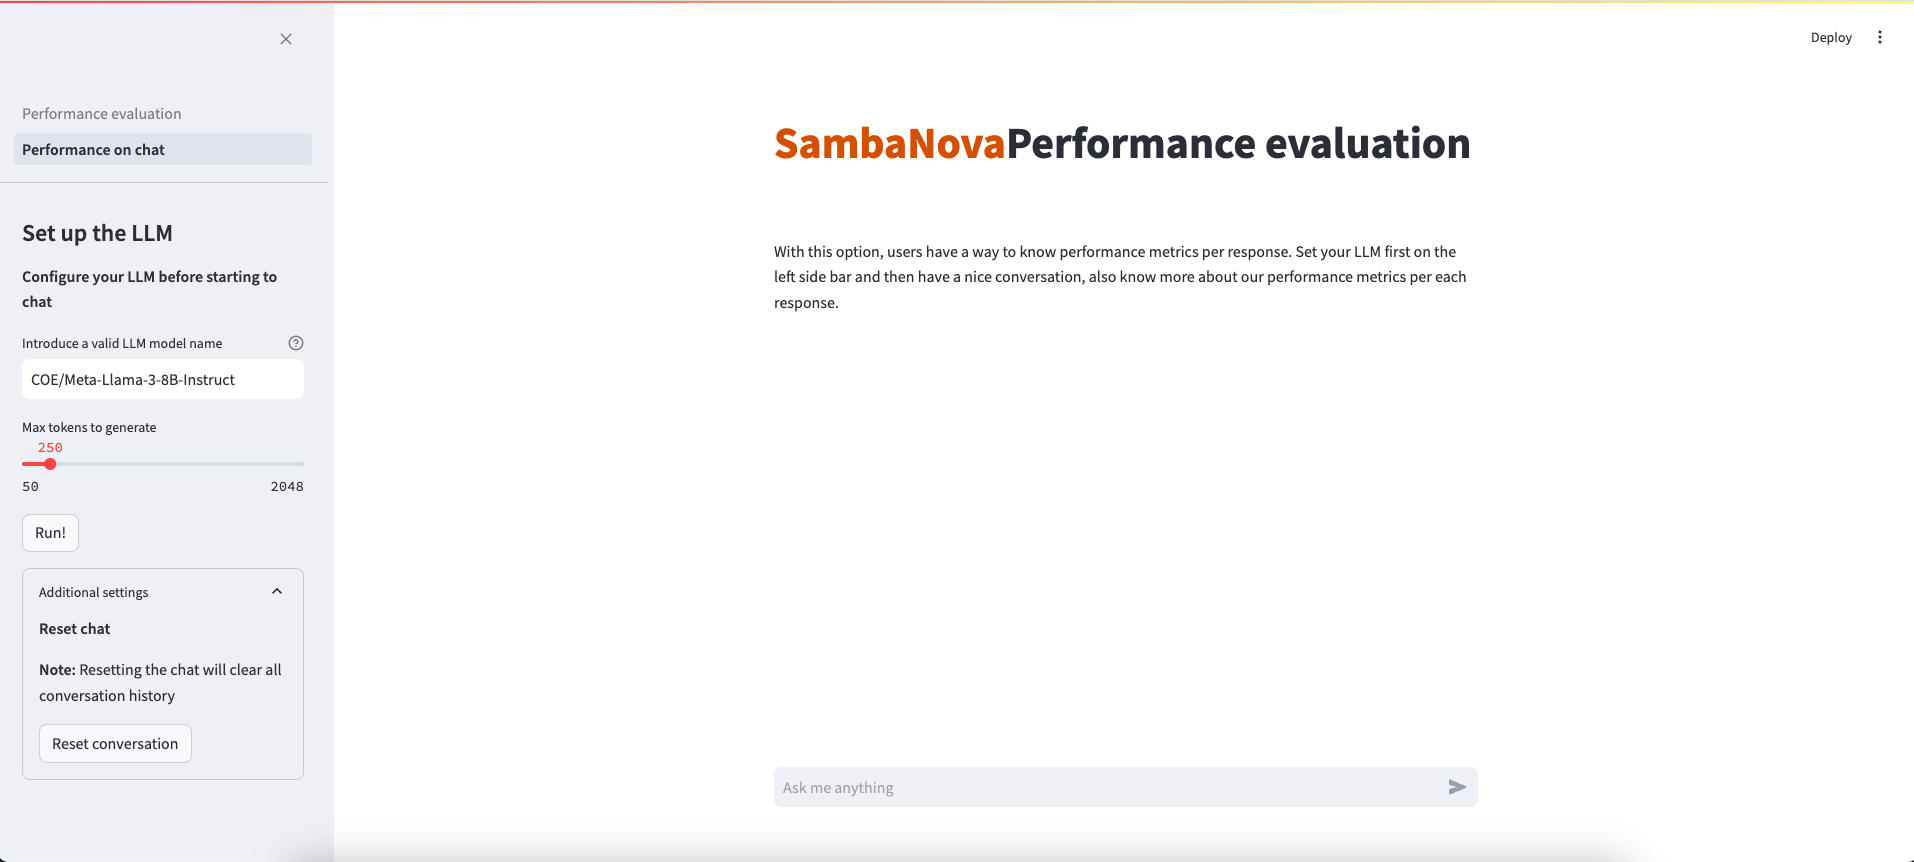 Performance evaluation
Performance on chat
Set up the LLM
Configure your LLM before starting to
chat
Introduce a valid LLM model name
COE/Meta-Llama-3-8B-Instruct
Max tokens to generate
250
50 2048
Run!
Additional settings
Reset chat
Note: Resetting the chat will clear all
conversation history
Reset conversation
Deploy
SambaNovaPerformance evaluation
With this option, users have a way to know performance metrics per response. Set your LLM first on the
left side bar and then have a nice conversation, also know more about our performance metrics per each
response.
Ask me anything